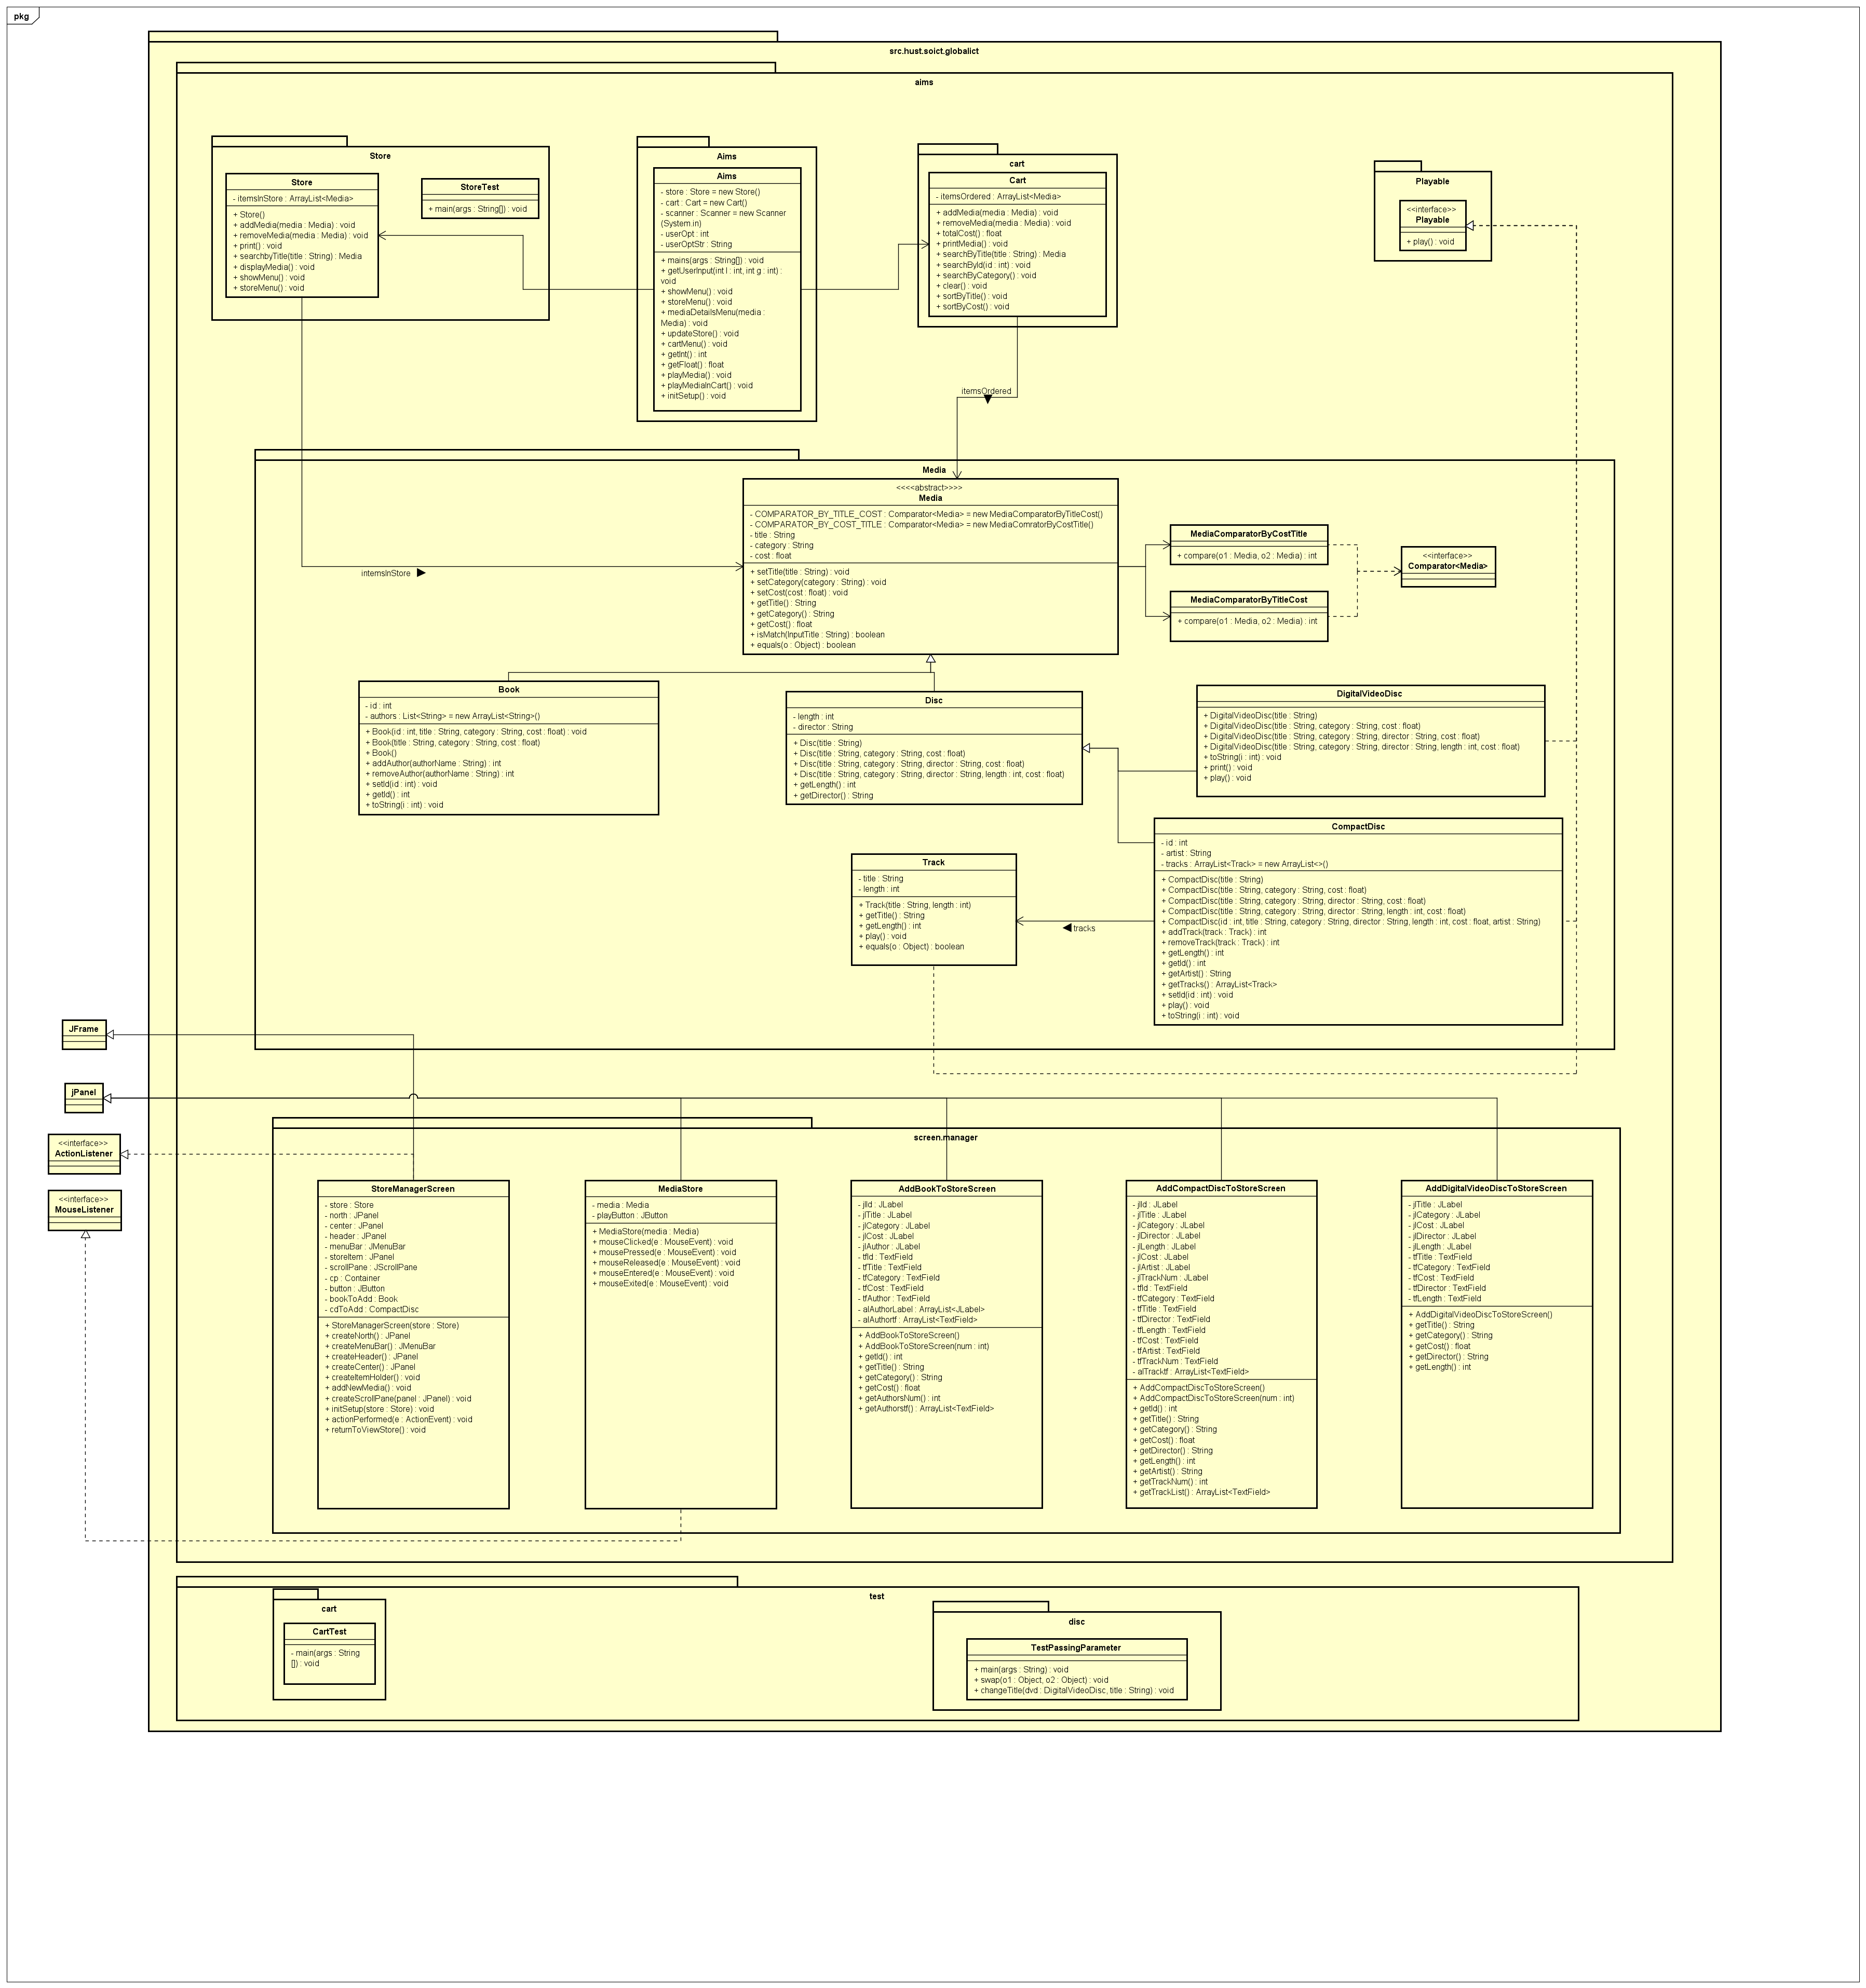 pkg
src.hust.soict.globalict
aims
Store
Store
- itemsInStore : ArrayList<Media>
+ Store()
+ addMedia(media : Media) : void
+ removeMedia(media : Media) : void
+ print() : void
+ searchbyTitle(title : String) : Media
+ displayMedia() : void
+ showMenu() : void
+ storeMenu() : void
StoreTest
+ main(args : String[]) : void
Aims
Aims
- store : Store = new Store()
- cart : Cart = new Cart()
- scanner : Scanner = new Scanner
(System.in)
- userOpt : int
- userOptStr : String
+ mains(args : String[]) : void
+ getUserInput(int l : int, int g : int) :
void
+ showMenu() : void
+ storeMenu() : void
+ mediaDetailsMenu(media :
Media) : void
+ updateStore() : void
+ cartMenu() : void
+ getInt() : int
+ getFloat() : float
+ playMedia() : void
+ playMediaInCart() : void
+ initSetup() : void
cart
Cart
- itemsOrdered : ArrayList<Media>
+ addMedia(media : Media) : void
+ removeMedia(media : Media) : void
+ totalCost() : float
+ printMedia() : void
+ searchByTitle(title : String) : Media
+ searchById(id : int) : void
+ searchByCategory() : void
+ clear() : void
+ sortByTitle() : void
+ sortByCost() : void
Playable
<<interface>>
Playable
+ play() : void
itemsOrdered
Media
<<<<abstract>>>>
Media
- COMPARATOR_BY_TITLE_COST : Comparator<Media> = new MediaComparatorByTitleCost()
- COMPARATOR_BY_COST_TITLE : Comparator<Media> = new MediaComratorByCostTitle()
- title : String
- category : String
- cost : float
+ setTitle(title : String) : void
+ setCategory(category : String) : void
+ setCost(cost : float) : void
+ getTitle() : String
+ getCategory() : String
+ getCost() : float
+ isMatch(InputTitle : String) : boolean
+ equals(o : Object) : boolean
MediaComparatorByCostTitle
+ compare(o1 : Media, o2 : Media) : int
MediaComparatorByTitleCost
+ compare(o1 : Media, o2 : Media) : int
<<interface>>
Comparator<Media>
intemsInStore
Book
- id : int
- authors : List<String> = new ArrayList<String>()
+ Book(id : int, title : String, category : String, cost : float) : void
+ Book(title : String, category : String, cost : float)
+ Book()
+ addAuthor(authorName : String) : int
+ removeAuthor(authorName : String) : int
+ setId(id : int) : void
+ getId() : int
+ toString(i : int) : void
Disc
- length : int
- director : String
+ Disc(title : String)
+ Disc(title : String, category : String, cost : float)
+ Disc(title : String, category : String, director : String, cost : float)
+ Disc(title : String, category : String, director : String, length : int, cost : float)
+ getLength() : int
+ getDirector() : String
DigitalVideoDisc
+ DigitalVideoDisc(title : String)
+ DigitalVideoDisc(title : String, category : String, cost : float)
+ DigitalVideoDisc(title : String, category : String, director : String, cost : float)
+ DigitalVideoDisc(title : String, category : String, director : String, length : int, cost : float)
+ toString(i : int) : void
+ print() : void
+ play() : void
CompactDisc
- id : int
- artist : String
- tracks : ArrayList<Track> = new ArrayList<>()
+ CompactDisc(title : String)
+ CompactDisc(title : String, category : String, cost : float)
+ CompactDisc(title : String, category : String, director : String, cost : float)
+ CompactDisc(title : String, category : String, director : String, length : int, cost : float)
+ CompactDisc(id : int, title : String, category : String, director : String, length : int, cost : float, artist : String)
+ addTrack(track : Track) : int
+ removeTrack(track : Track) : int
+ getLength() : int
+ getId() : int
+ getArtist() : String
+ getTracks() : ArrayList<Track>
+ setId(id : int) : void
+ play() : void
+ toString(i : int) : void
Track
- title : String
- length : int
+ Track(title : String, length : int)
+ getTitle() : String
+ getLength() : int
+ play() : void
+ equals(o : Object) : boolean
tracks
JFrame
jPanel
<<interface>>
ActionListener
<<interface>>
MouseListener
screen.manager
StoreManagerScreen
- store : Store
- north : JPanel
- center : JPanel
- header : JPanel
- menuBar : JMenuBar
- storeItem : JPanel
- scrollPane : JScrollPane
- cp : Container
- button : JButton
- bookToAdd : Book
- cdToAdd : CompactDisc
+ StoreManagerScreen(store : Store)
+ createNorth() : JPanel
+ createMenuBar() : JMenuBar
+ createHeader() : JPanel
+ createCenter() : JPanel
+ createItemHolder() : void
+ addNewMedia() : void
+ createScrollPane(panel : JPanel) : void
+ initSetup(store : Store) : void
+ actionPerformed(e : ActionEvent) : void
+ returnToViewStore() : void
MediaStore
- media : Media
- playButton : JButton
+ MediaStore(media : Media)
+ mouseClicked(e : MouseEvent) : void
+ mousePressed(e : MouseEvent) : void
+ mouseReleased(e : MouseEvent) : void
+ mouseEntered(e : MouseEvent) : void
+ mouseExited(e : MouseEvent) : void
AddBookToStoreScreen
- jlId : JLabel
- jlTitle : JLabel
- jlCategory : JLabel
- jlCost : JLabel
- jlAuthor : JLabel
- tfId : TextField
- tfTitle : TextField
- tfCategory : TextField
- tfCost : TextField
- tfAuthor : TextField
- alAuthorLabel : ArrayList<JLabel>
- alAuthortf : ArrayList<TextField>
+ AddBookToStoreScreen()
+ AddBookToStoreScreen(num : int)
+ getId() : int
+ getTitle() : String
+ getCategory() : String
+ getCost() : float
+ getAuthorsNum() : int
+ getAuthorstf() : ArrayList<TextField>
AddCompactDiscToStoreScreen
- jlId : JLabel
- jlTitle : JLabel
- jlCategory : JLabel
- jlDirector : JLabel
- jlLength : JLabel
- jlCost : JLabel
- jlArtist : JLabel
- jlTrackNum : JLabel
- tfId : TextField
- tfCategory : TextField
- tfTitle : TextField
- tfDirector : TextField
- tfLength : TextField
- tfCost : TextField
- tfArtist : TextField
- tfTrackNum : TextField
- alTracktf : ArrayList<TextField>
+ AddCompactDiscToStoreScreen()
+ AddCompactDiscToStoreScreen(num : int)
+ getId() : int
+ getTitle() : String
+ getCategory() : String
+ getCost() : float
+ getDirector() : String
+ getLength() : int
+ getArtist() : String
+ getTrackNum() : int
+ getTrackList() : ArrayList<TextField>
AddDigitalVideoDiscToStoreScreen
- jlTitle : JLabel
- jlCategory : JLabel
- jlCost : JLabel
- jlDirector : JLabel
- jlLength : JLabel
- tfTitle : TextField
- tfCategory : TextField
- tfCost : TextField
- tfDirector : TextField
- tfLength : TextField
+ AddDigitalVideoDiscToStoreScreen()
+ getTitle() : String
+ getCategory() : String
+ getCost() : float
+ getDirector() : String
+ getLength() : int
test
cart
CartTest
- main(args : String
[]) : void
disc
TestPassingParameter
+ main(args : String) : void
+ swap(o1 : Object, o2 : Object) : void
+ changeTitle(dvd : DigitalVideoDisc, title : String) : void